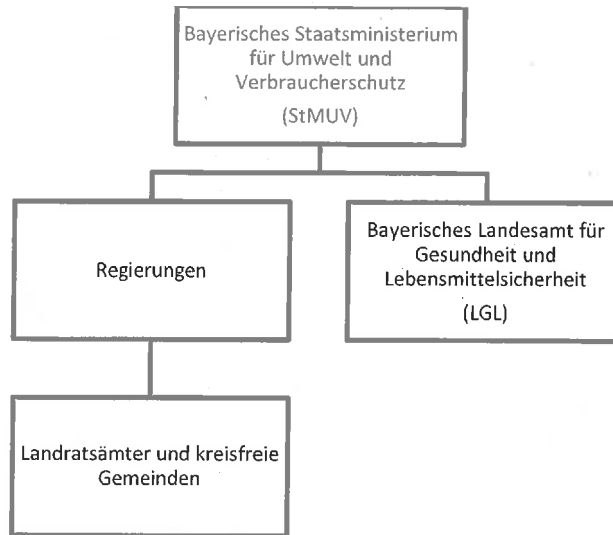 Bayerisches Staatsministerium
für Umwelt und
Verbraucherschutz
(StMUV)
Regierungen
Bayerisches Landesamt für
Gesundheit und
Lebensmittelsicherheit
(LGL)
Landratsämter und kreisfreie
Gemeinden